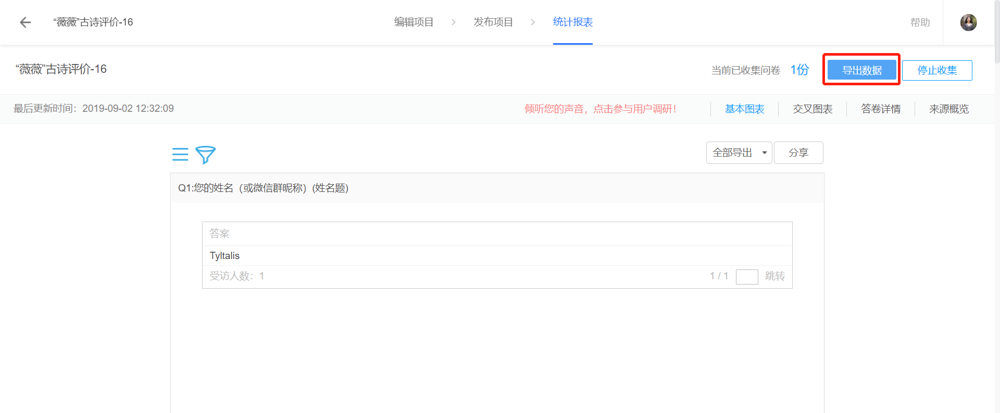 “薇薇”古诗评价-16
编辑项目
发布项目
统计报表
帮助
“薇薇”古诗评价-16
当前已收集问卷 1份
导出数据
停止收集
最后更新时间：2019-09-02 12:32:09
倾听您的声音，点击参与用户调研！
基本图表
交叉图表
答卷详情
来源概览
全部导出
分享
Q1:您的姓名（或微信群昵称）(姓名题)
答案
Tyltalis
受访人数：1
1 / 1
跳转